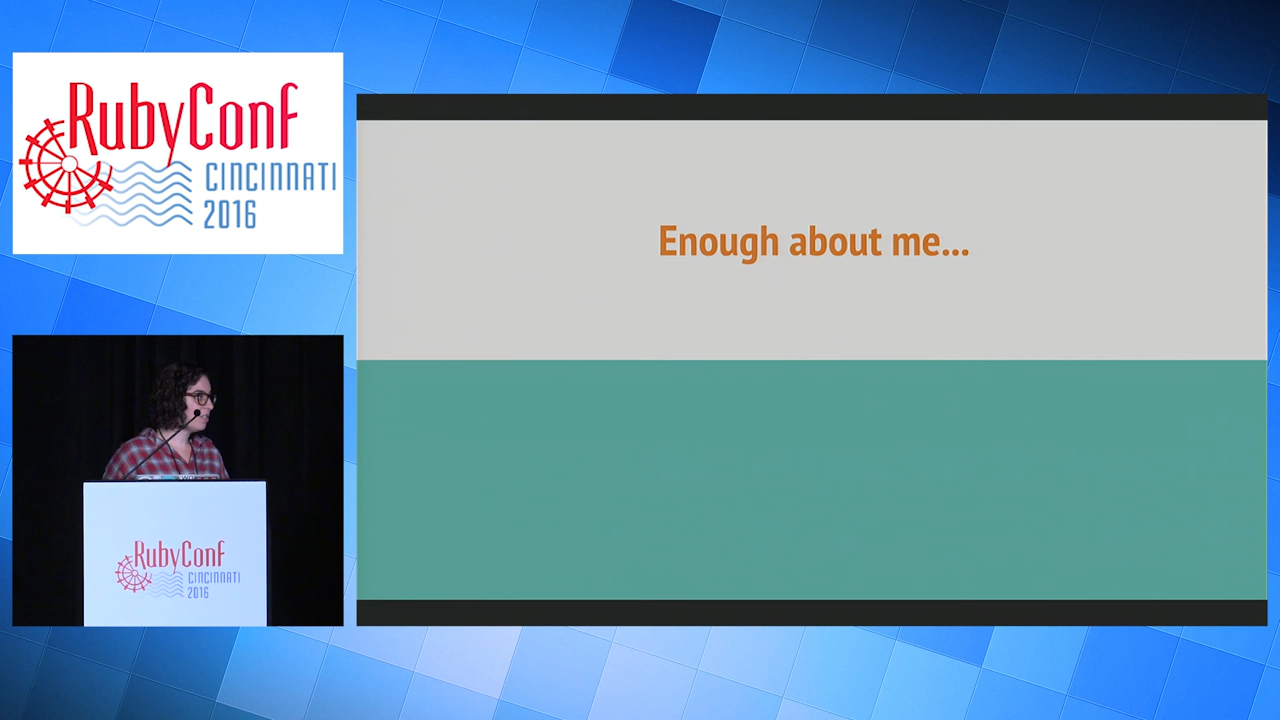 RubyConf
CINCINNATI
2016
Enough about me...
RubyConf
CINCINNATI
2016